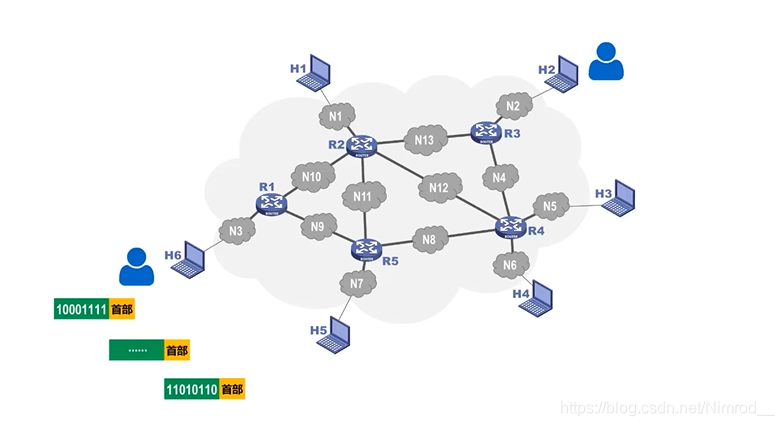 H1
H2
N1
N2
R2
N13
R3
N10
N12
N4
R1
N11
H3
N3
N9
N5
R4
N8
R5
H6
N7
N6
H4
H5
10001111 首部
······ 首部
11010110 首部
https://blog.csdn.net/Nimrod__